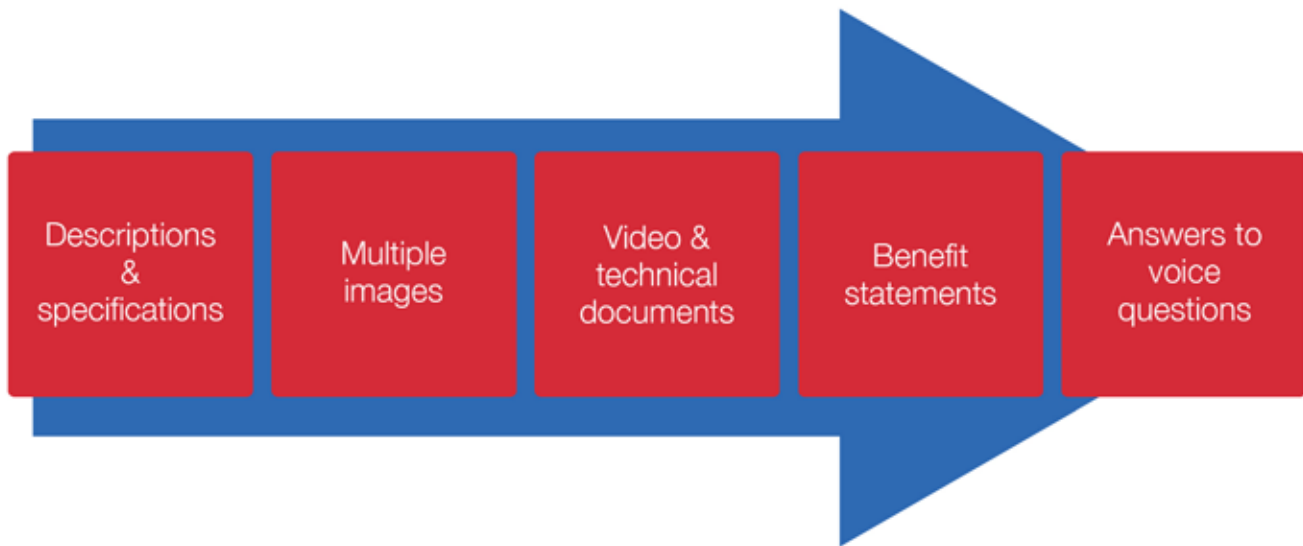 Descriptions
&
specifications
Multiple
images
Video &
technical
documents
Benefit
statements
Answers to
voice
questions